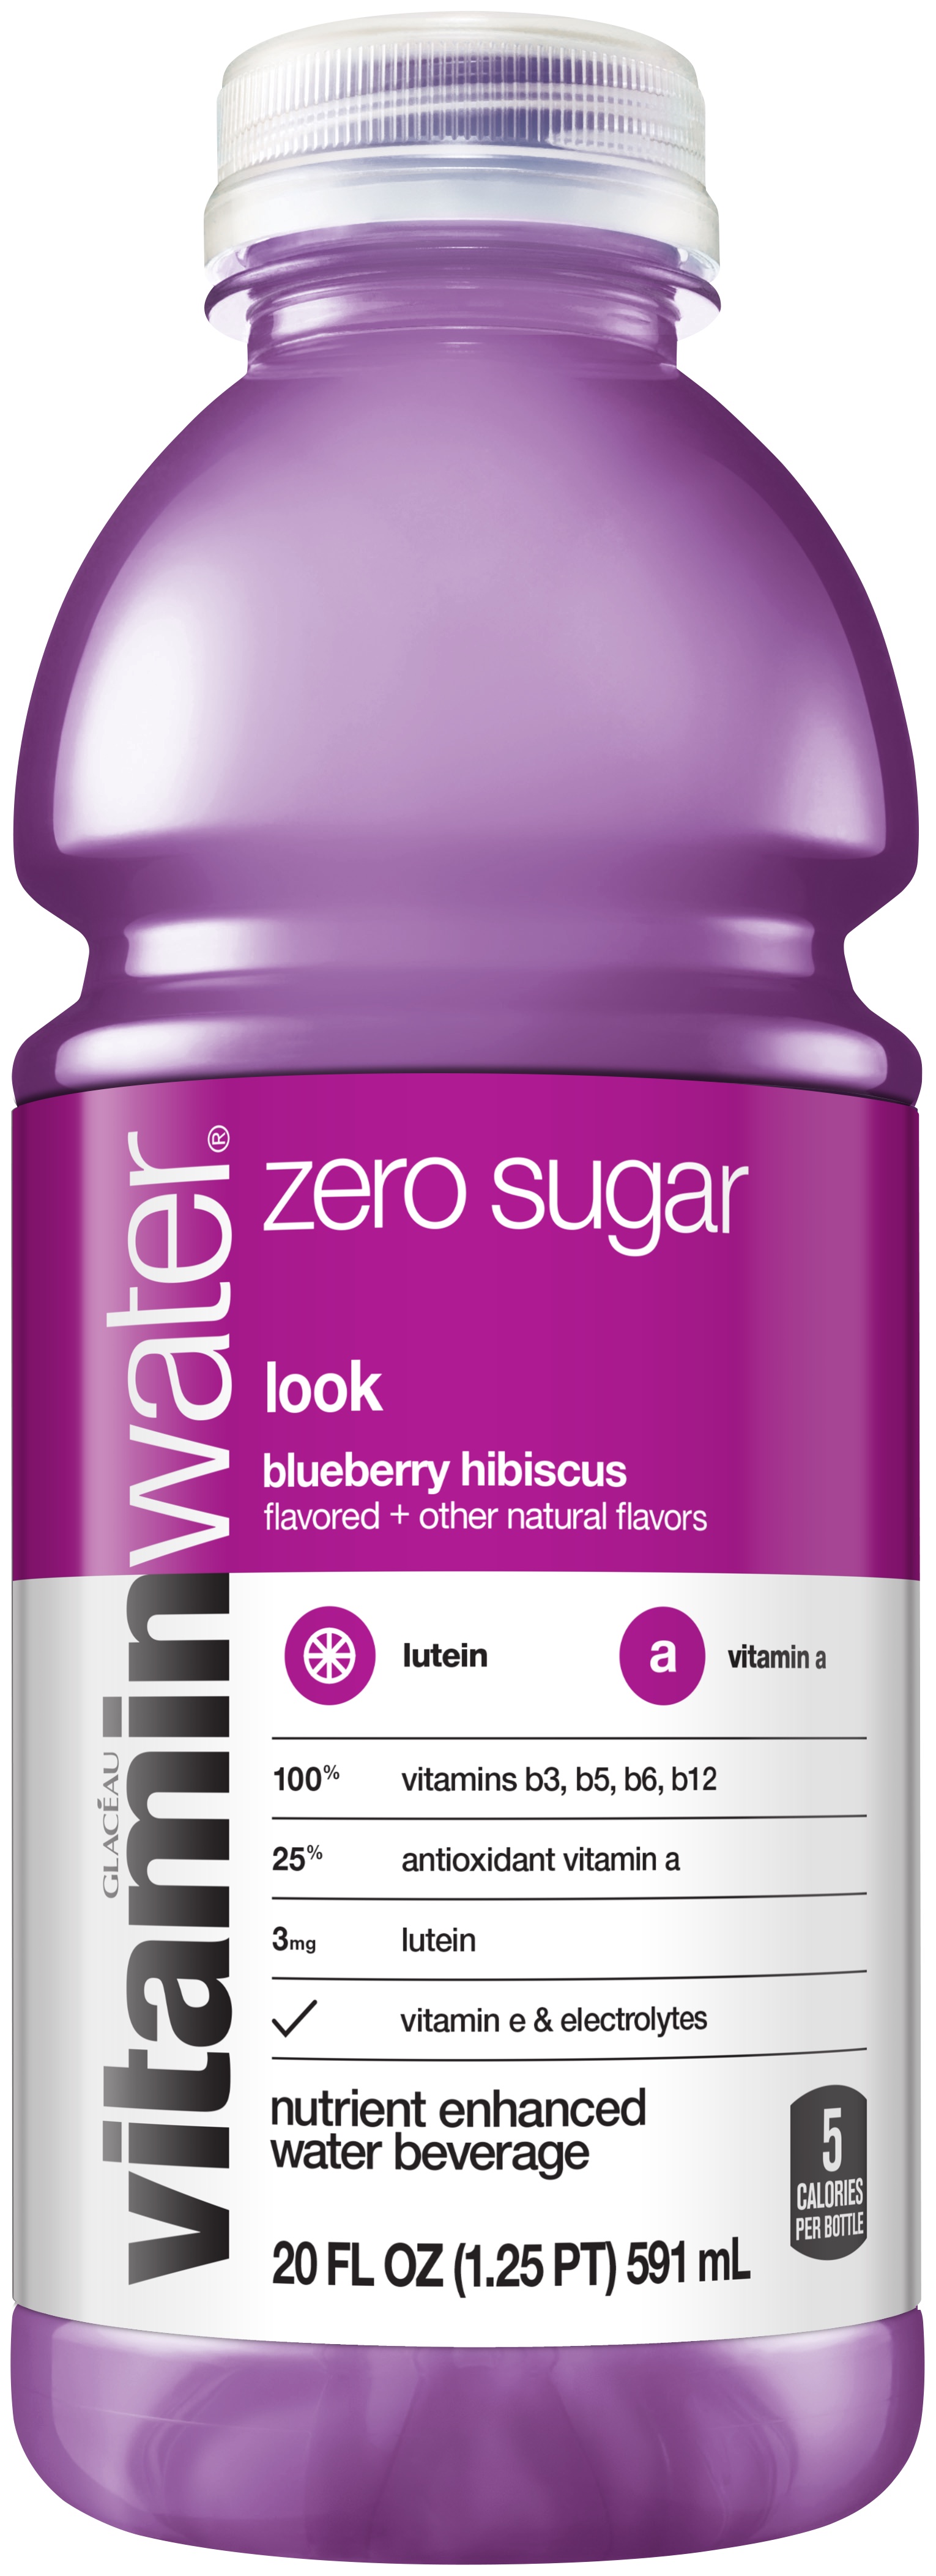 vitaminwater®
GLACÉAU
zero sugar
look
blueberry hibiscus
flavored + other natural flavors
lutein
a vitamin a
100% vitamins b3, b5, b6, b12
25% antioxidant vitamin a
3mg lutein
✓ vitamin e & electrolytes
nutrient enhanced
water beverage
5
CALORIES
PER BOTTLE
20 FL OZ (1.25 PT) 591 mL